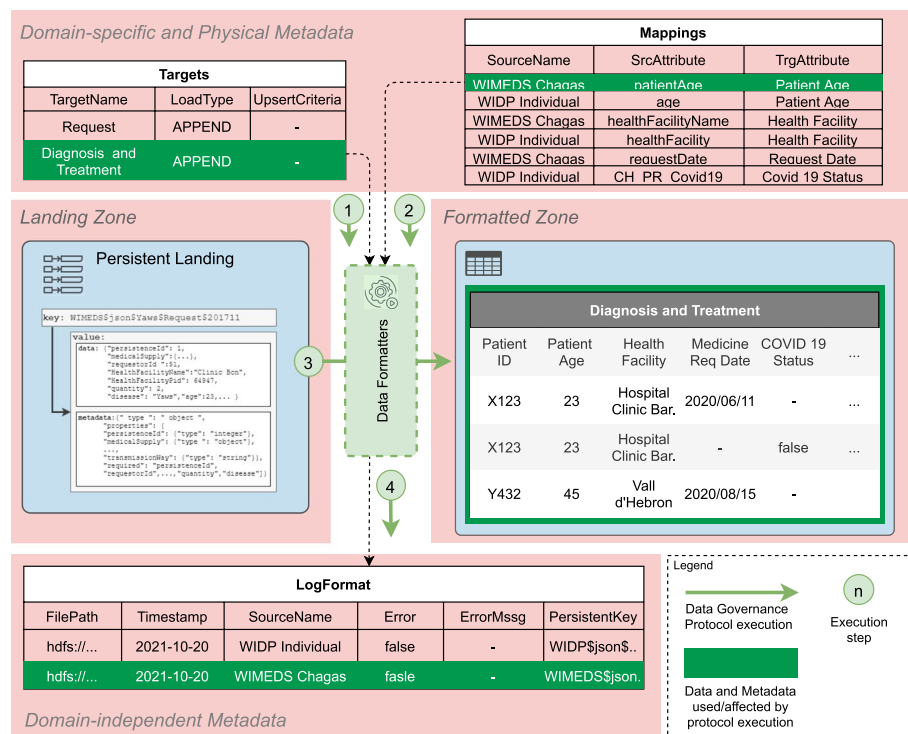 Domain-specific and Physical Metadata
Targets
TargetName LoadType UpsertCriteria
Request APPEND -
Diagnosis and
Treatment APPEND -
Mappings
SourceName SrcAttribute TrgAttribute
WIMEDS Chagas patientAge Patient Age
WIDP Individual age Patient Age
WIMEDS Chagas healthFacilityName Health Facility
WIDP Individual healthFacility Health Facility
WIMEDS Chagas requestDate Request Date
WIDP Individual CH_PR_Covid19 Covid 19 Status
1
2
Landing Zone
Persistent Landing
key: WIMEDS$json$Yaws$Request$201711
value:
data: {"persistenceId": 1,
"medicalSupply":{...},
"requestorId ":51,
"HealthFacilityName":"Clinic Bcn",
"HealthFacilityPid": 64947,
"quantity": 2,
"disease": "Yaws","age":23,... }
metadata:{" type ": " object ",
"properties": {
"persistenceId": {"type": "integer"},
"medicalSupply": {"type ": "object"},
...,
"transmissionWay": {"type": "string"}},
"required": "persistenceId",
"requestorId",...,"quantity","disease"]}
3
Data Formatters
4
Formatted Zone
Diagnosis and Treatment
Patient ID Patient Age Health Facility Medicine Req Date COVID 19 Status ...
X123 23 Hospital Clinic Bar. 2020/06/11 - ...
X123 23 Hospital Clinic Bar. - false ...
Y432 45 Vall d'Hebron 2020/08/15 -
LogFormat
FilePath Timestamp SourceName Error ErrorMssg PersistentKey
hdfs://... 2021-10-20 WIDP Individual false - WIDP$json$..
hdfs://... 2021-10-20 WIMEDS Chagas fasle - WIMEDS$json.
Domain-independent Metadata
Legend
Data Governance
Protocol execution
n
Execution
step
Data and Metadata
used/affected by
protocol execution